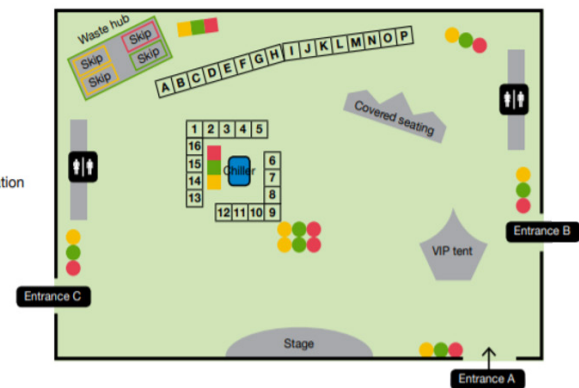 Waste hub
Skip
Skip
Skip
Skip
A B C D E F G H I J K L M N O P
Covered seating
1 2 3 4 5
16
15
14
13
Chiller
6
7
8
12 11 10 9
ation
Entrance B
VIP tent
Entrance C
Stage
Entrance A